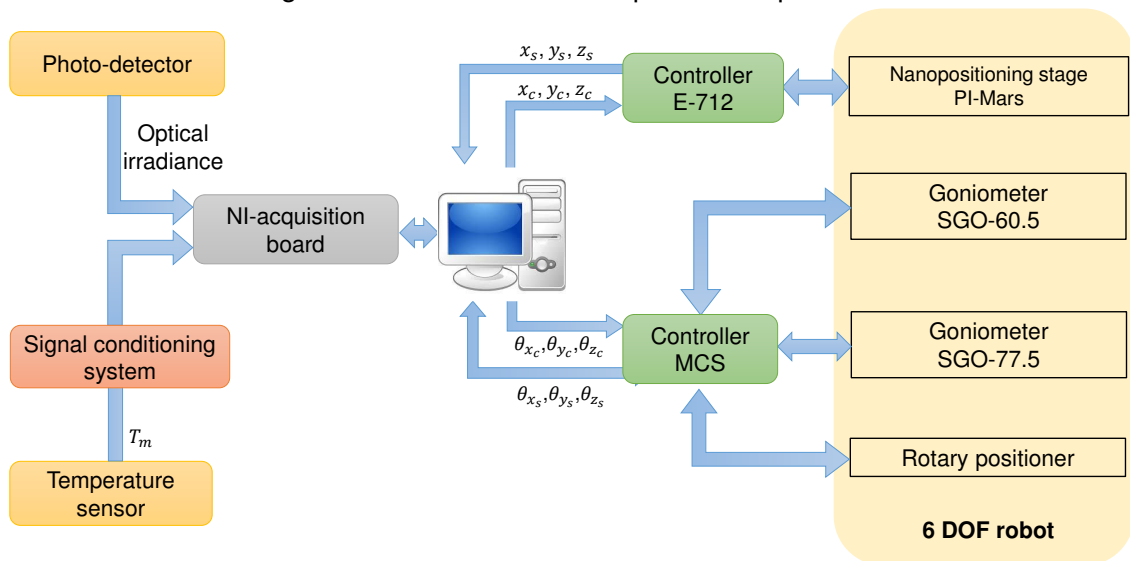 Photo-detector
Optical
irradiance
NI-acquisition
board
Signal conditioning
system
T_m
Temperature
sensor
x_s, y_s, z_s
x_c, y_c, z_c
θ_{x_c},θ_{y_c},θ_{z_c}
θ_{x_s},θ_{y_s},θ_{z_s}
Controller
E-712
Controller
MCS
Nanopositioning stage
PI-Mars
Goniometer
SGO-60.5
Goniometer
SGO-77.5
Rotary positioner
6 DOF robot